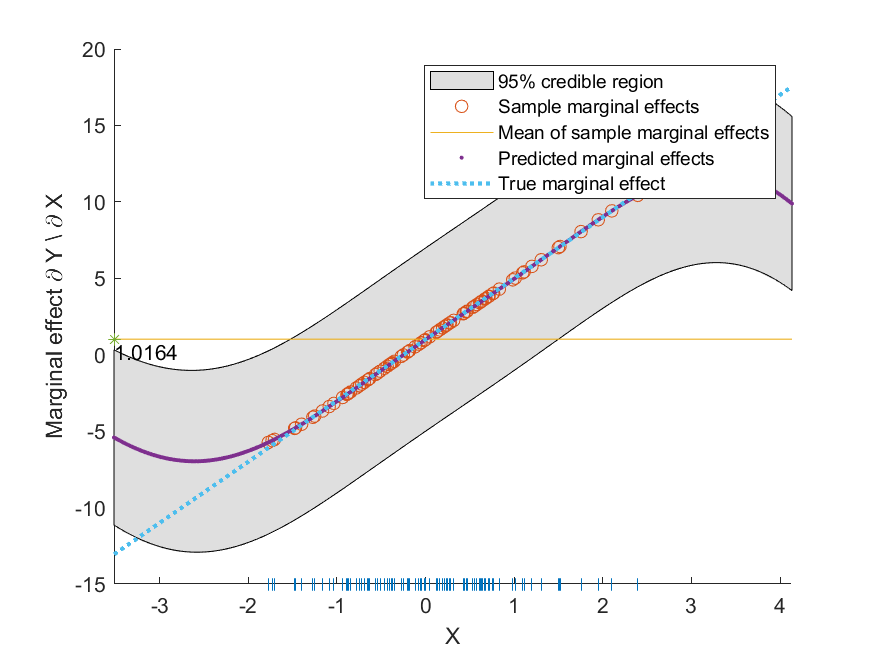 20
15
10
5
0
-5
-10
-15
Marginal effect ∂ Y \ ∂ X
95% credible region
Sample marginal effects
Mean of sample marginal effects
Predicted marginal effects
True marginal effect
1.0164
-3 -2 -1 0 1 2 3 4
X